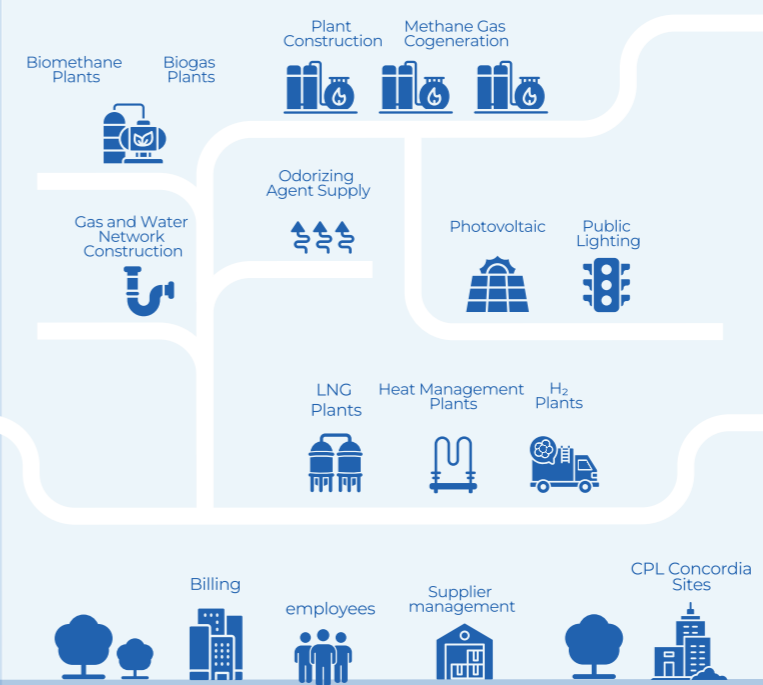 Plant
Construction
Methane Gas
Cogeneration
Biomethane
Plants
Biogas
Plants
Odorizing
Agent Supply
Gas and Water
Network
Construction
Photovoltaic
Public
Lighting
LNG
Plants
Heat Management
Plants
H₂
Plants
Billing
employees
Supplier
management
CPL Concordia
Sites